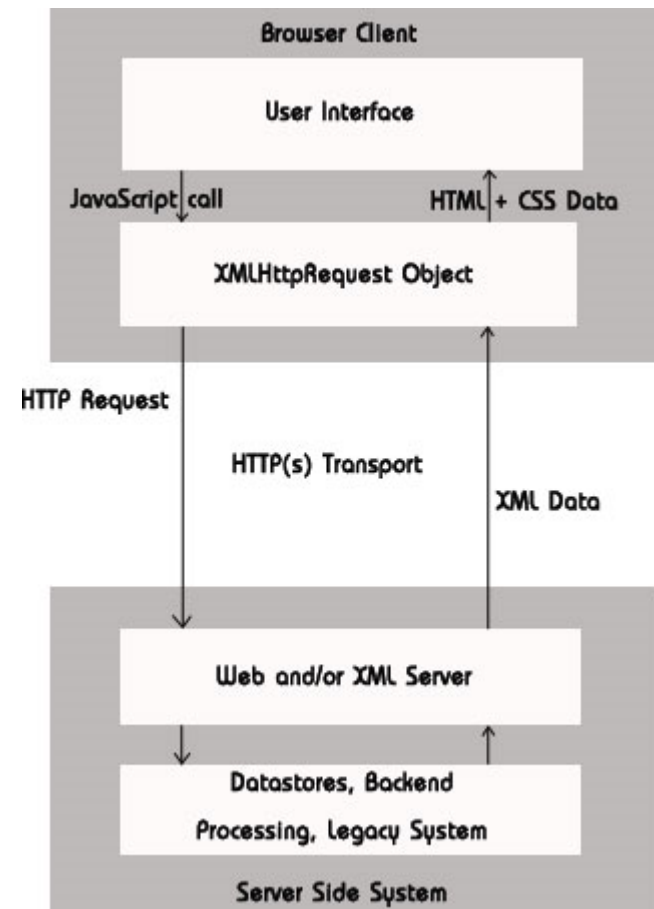 Browser Client
User Interface
JavaScript call
HTML + CSS Data
XMLHttpRequest Object
HTTP Request
HTTP(s) Transport
XML Data
Web and/or XML Server
Datastores, Backend
Processing, Legacy System
Server Side System